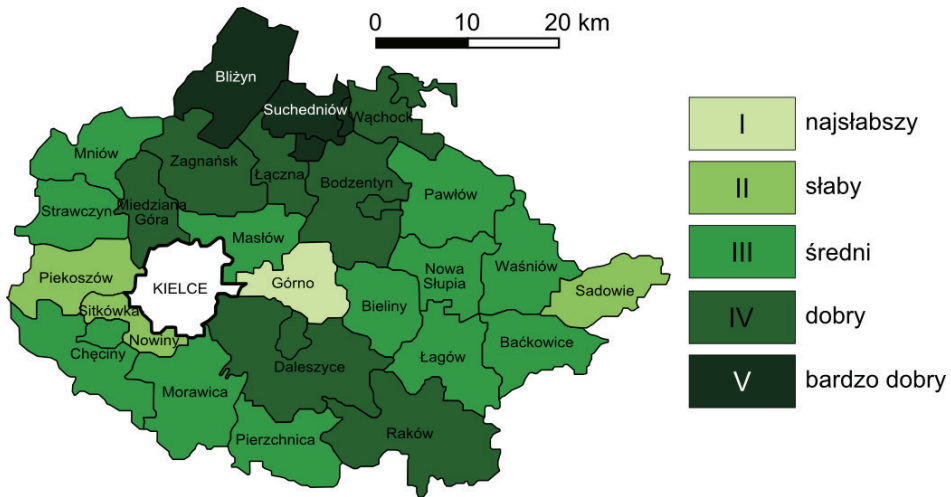 0 10 20 km
Bliżyn
Suchedniów
Wąchock
Mniów
Zagnańsk
Łączna
Bodzentyn
Pawłów
Strawczyn
Miedziana
Góra
Masłów
Piekoszów
KIELCE
Górno
Bieliny
Nowa
Słupia
Waśniów
Sadowie
Sitkówka
Nowiny
Chęciny
Daleszyce
Łagów
Baćkowice
Morawica
Pierzchnica
Raków
I najsłabszy
II słaby
III średni
IV dobry
V bardzo dobry